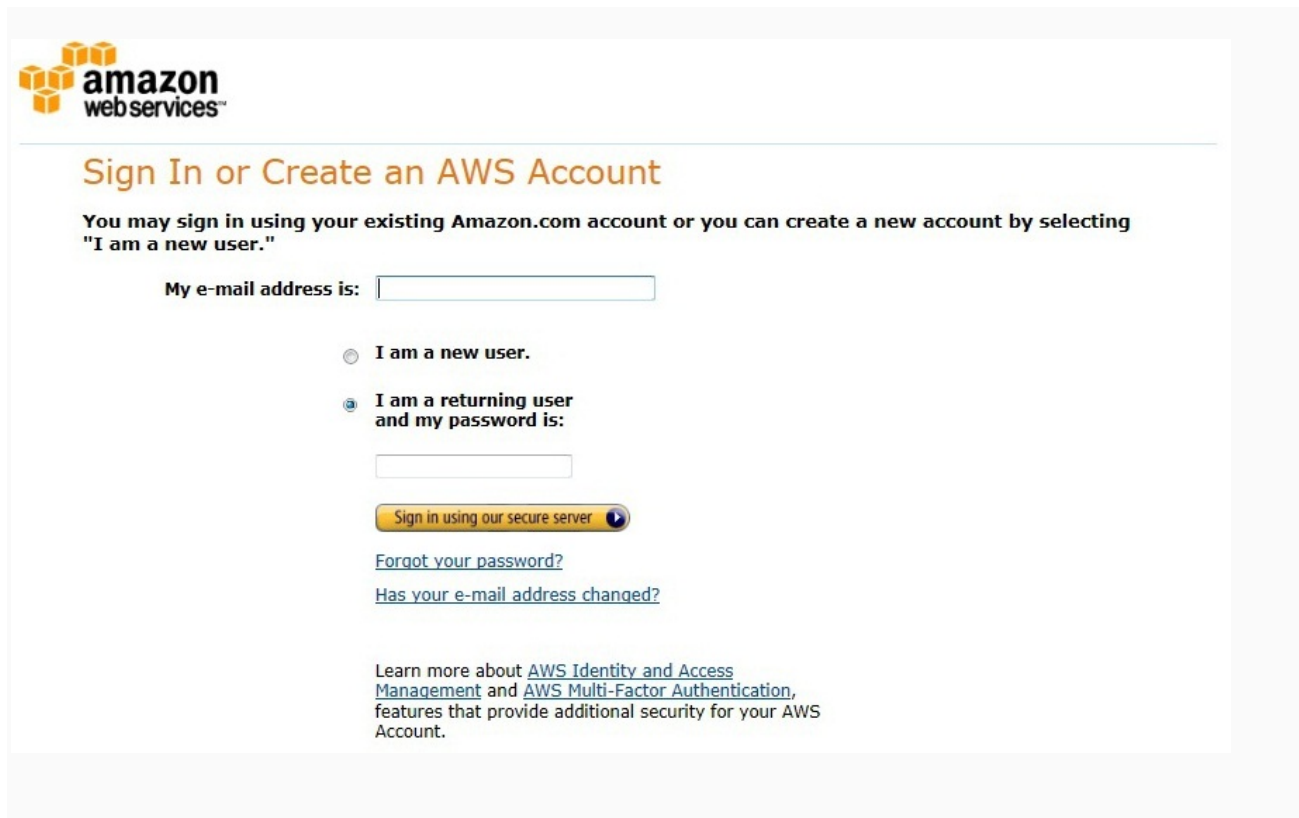 amazon
webservices™
Sign In or Create an AWS Account
You may sign in using your existing Amazon.com account or you can create a new account by selecting
"I am a new user."
My e-mail address is:
I am a new user.
I am a returning user
and my password is:
Sign in using our secure server
Forgot your password?
Has your e-mail address changed?
Learn more about AWS Identity and Access
Management and AWS Multi-Factor Authentication,
features that provide additional security for your AWS
Account.